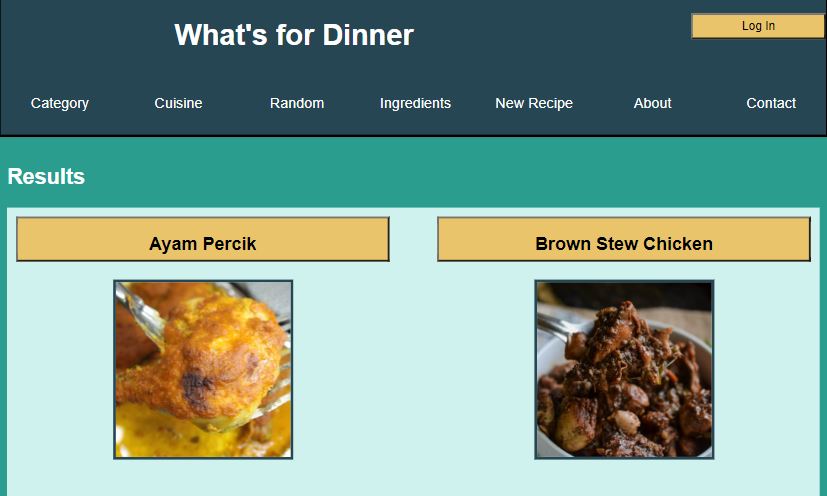 What's for Dinner
Log In
Category Cuisine Random Ingredients New Recipe About Contact
Results
Ayam Percik
Brown Stew Chicken